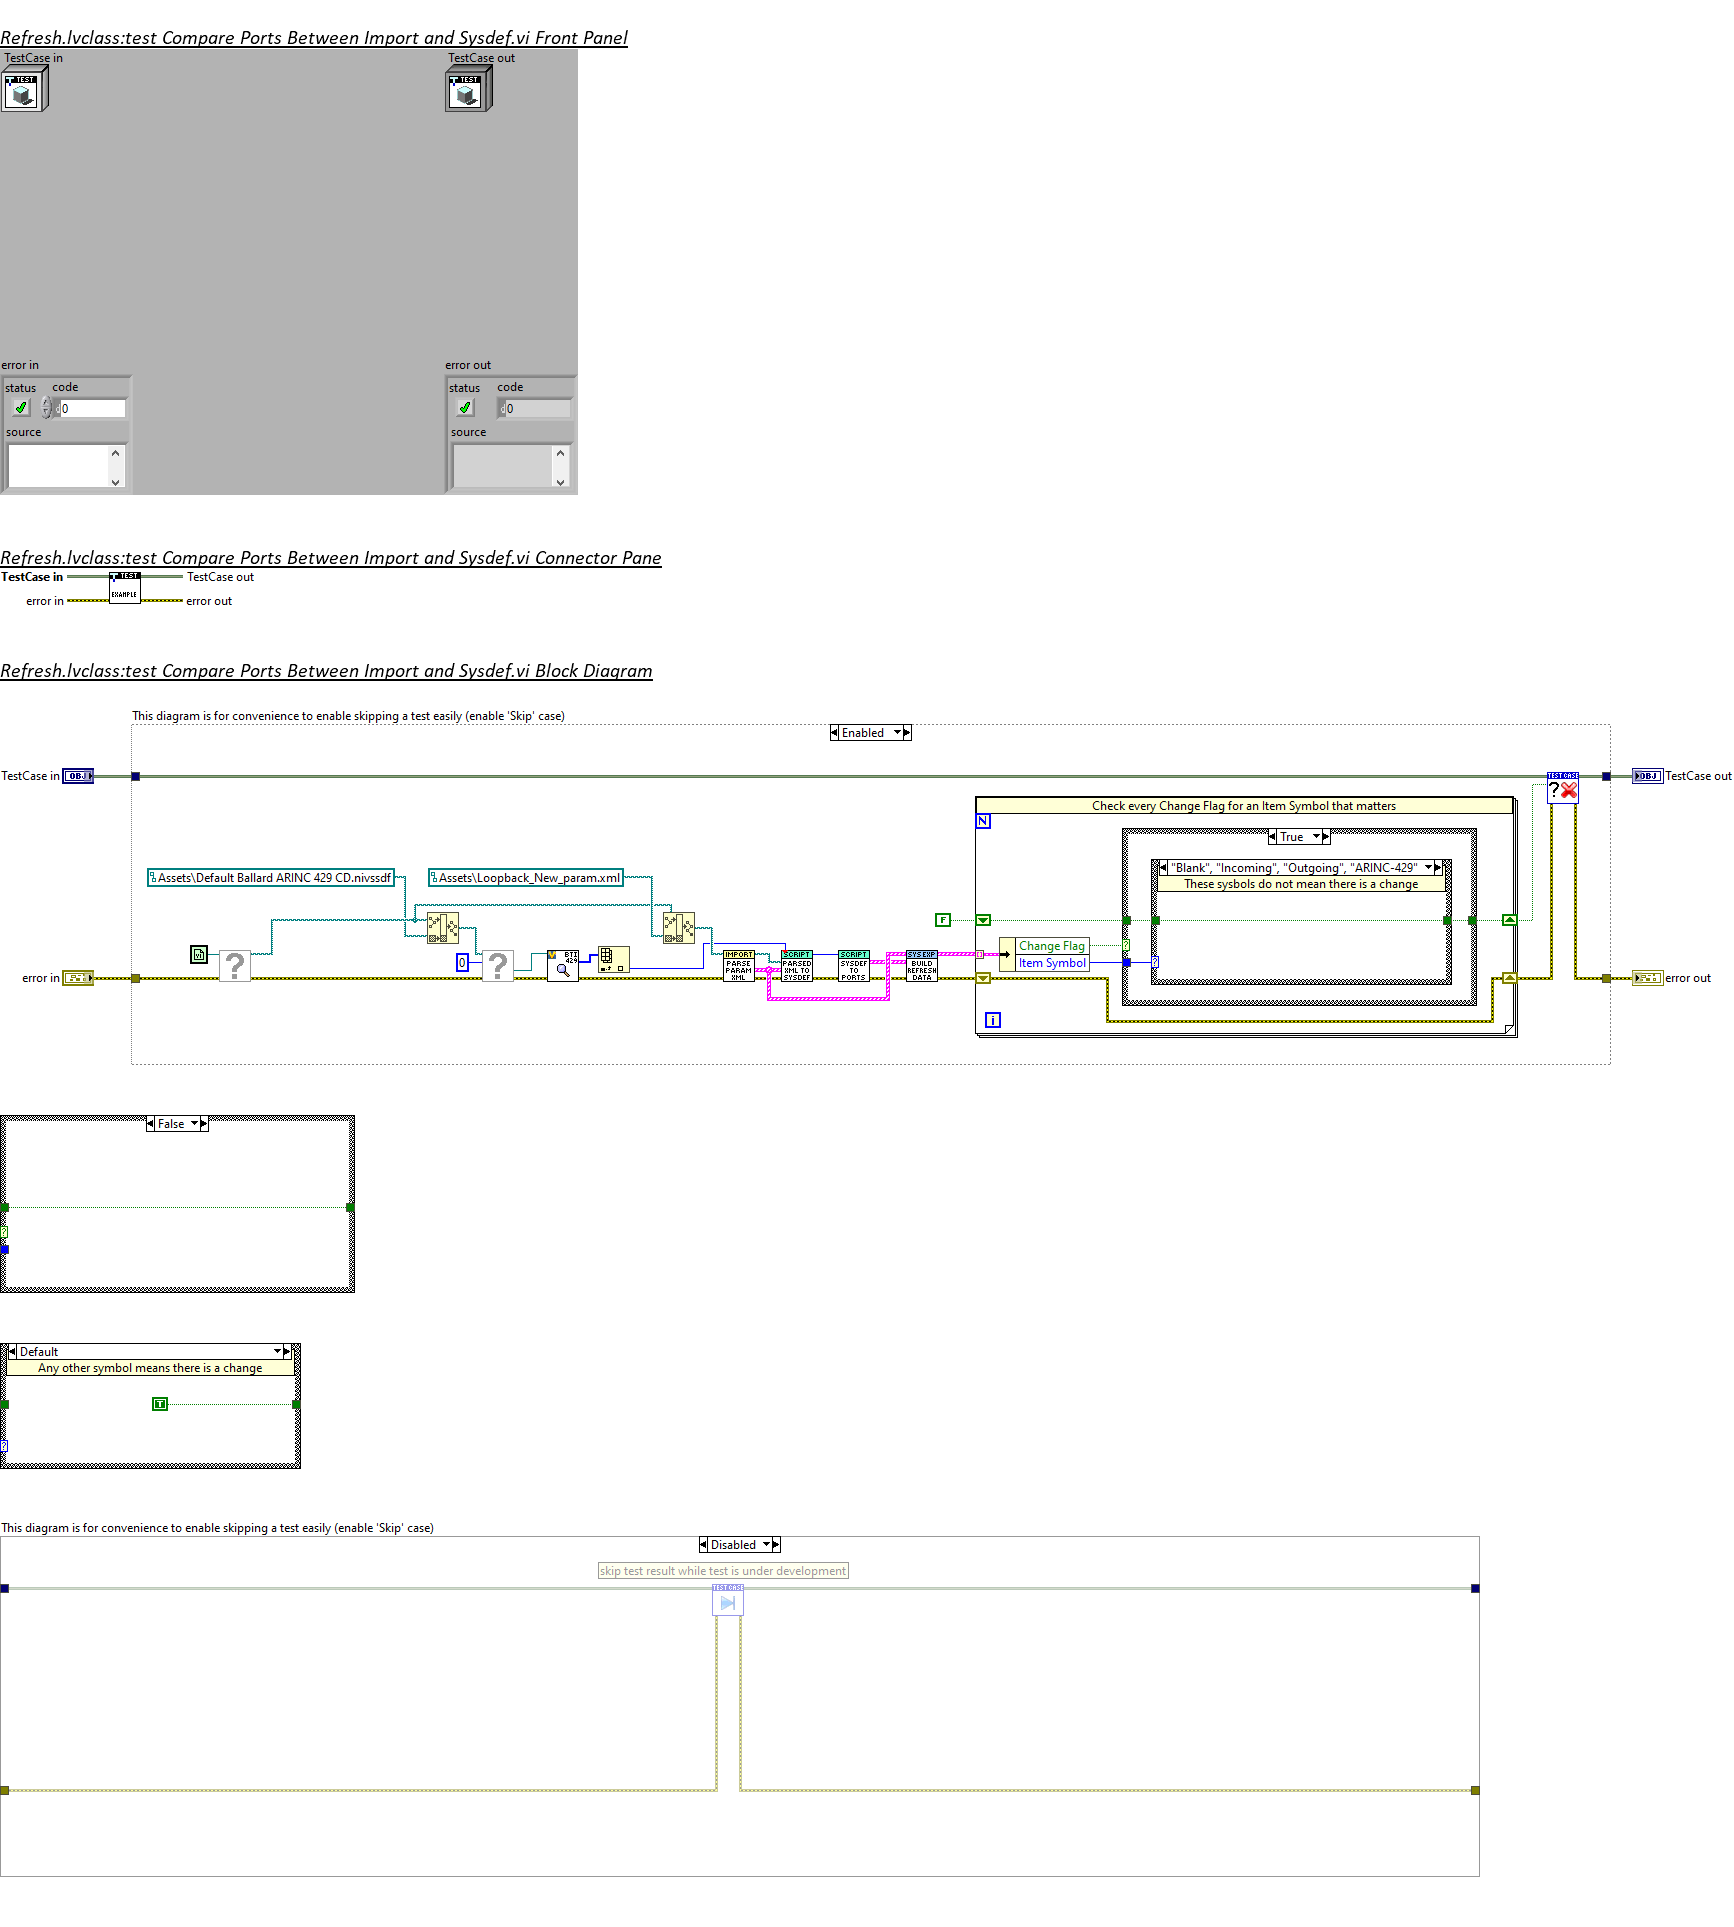 Refresh.lvclass:test Compare Ports Between Import and Sysdef.vi Front Panel
TestCase in
TestCase out
TEST
TEST
error in
error out
status code
status code
0
0
source
source
Refresh.lvclass:test Compare Ports Between Import and Sysdef.vi Connector Pane
TestCase in
TEST
EXAMPLE
TestCase out
error in
error out
Refresh.lvclass:test Compare Ports Between Import and Sysdef.vi Block Diagram
This diagram is for convenience to enable skipping a test easily (enable 'Skip' case)
Enabled
TestCase in
OBJ
TEST CASE
?
OBJ
TestCase out
Check every Change Flag for an Item Symbol that matters
N
True
"Blank", "Incoming", "Outgoing", "ARINC-429"
These sysbols do not mean there is a change
Assets\Default Ballard ARINC 429 CD.nivssdf
Assets\Loopback_New_param.xml
F
Change Flag
?
Item Symbol
?
vi
?
0
?
BTI 429
IMPORT PARSE PARAM XML
SCRIPT PARSED XML TO SYSDEF
SCRIPT SYSDEF TO PORTS
SYS EXP BUILD REFRESH DATA
error in
error out
i
False
?
Default
Any other symbol means there is a change
T
?
This diagram is for convenience to enable skipping a test easily (enable 'Skip' case)
Disabled
skip test result while test is under development
TEST CASE